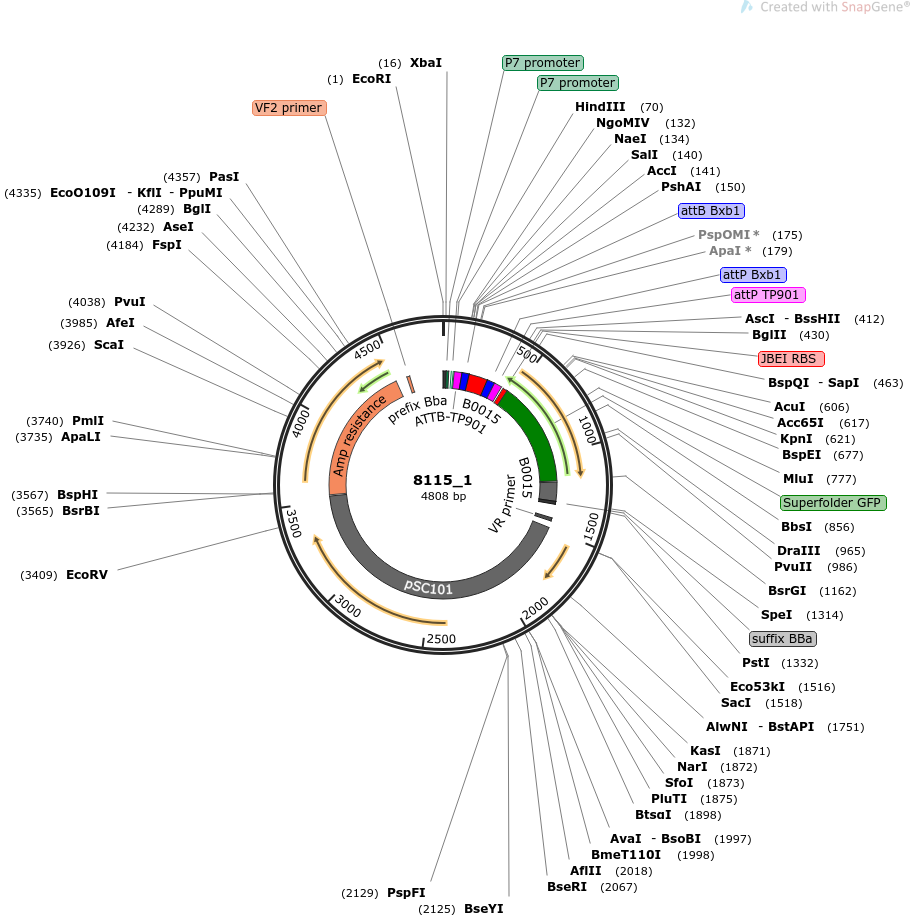 Created with SnapGene®
(16) XbaI
(1) EcoRI
VF2 primer
P7 promoter
P7 promoter
HindIII (70)
NgoMIV (132)
NaeI (134)
SalI (140)
AccI (141)
PshAI (150)
attB Bxb1
PspOMI * (175)
ApaI * (179)
attP Bxb1
attP TP901
AscI - BssHII (412)
BglII (430)
JBEI RBS
BspQI - SapI (463)
AcuI (606)
Acc65I (617)
KpnI (621)
BspEI (677)
MluI (777)
Superfolder GFP
BbsI (856)
DraIII (965)
PvuII (986)
BsrGI (1162)
SpeI (1314)
suffix BBa
PstI (1332)
Eco53kI (1516)
SacI (1518)
AlwNI - BstAPI (1751)
KasI (1871)
NarI (1872)
SfoI (1873)
PluTI (1875)
BtsαI (1898)
AvaI - BsoBI (1997)
BmeT110I (1998)
AflII (2018)
BseRI (2067)
(2125) BseYI
(2129) PspFI
(3409) EcoRV
(3565) BsrBI
(3567) BspHI
(3735) ApaLI
(3740) PmlI
(3926) ScaI
(3985) AfeI
(4038) PvuI
(4184) FspI
(4232) AseI
(4289) BglI
(4335) EcoO109I - KflI - PpuMI
(4357) PasI
500
1000
1500
2000
2500
3000
3500
4000
4500
prefix Bba
B0015
ATTB-TP901
B0015
VR primer
pSC101
Amp resistance
8115_1
4808 bp